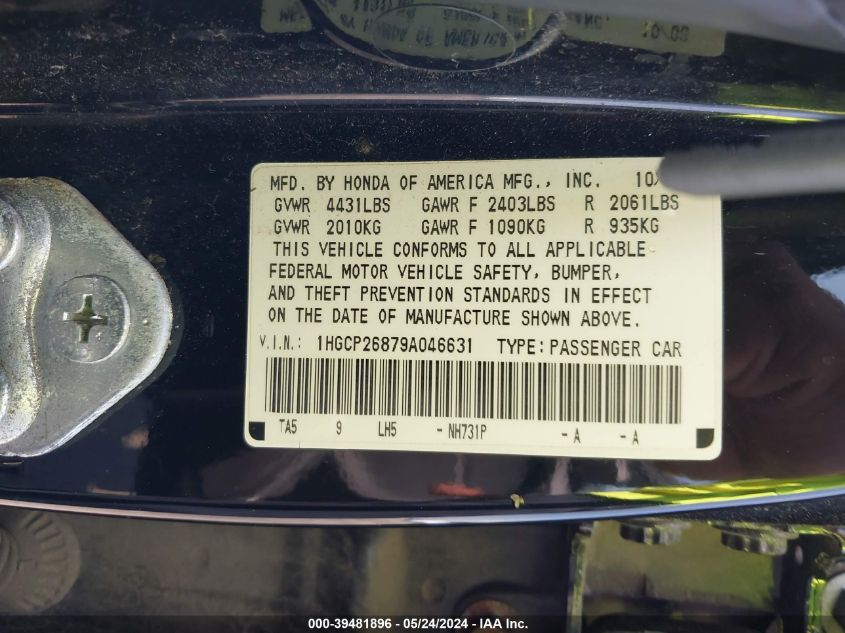 MFD. BY HONDA OF AMERICA MFG., INC. 10
GVWR 4431LBS GAWR F 2403LBS R 2061LBS
GVWR 2010KG GAWR F 1090KG R 935KG
THIS VEHICLE CONFORMS TO ALL APPLICABLE
FEDERAL MOTOR VEHICLE SAFETY, BUMPER,
AND THEFT PREVENTION STANDARDS IN EFFECT
ON THE DATE OF MANUFACTURE SHOWN ABOVE.
V.I.N.: 1HGCP26879A046631 TYPE:PASSENGER CAR
TA5 9 LH5 -NH731P -A -A
000-39481896 - 05/24/2024 - IAA Inc.